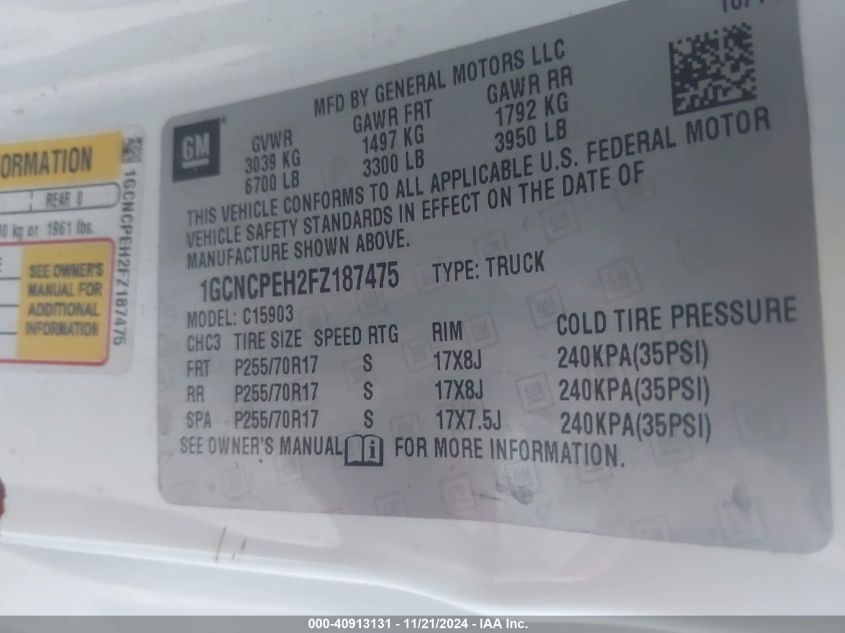 MFD BY GENERAL MOTORS LLC
GM
GVWR GAWR FRT GAWR RR
3039 KG 1497 KG 1792 KG
6700 LB 3300 LB 3950 LB
THIS VEHICLE CONFORMS TO ALL APPLICABLE U.S. FEDERAL MOTOR
VEHICLE SAFETY STANDARDS IN EFFECT ON THE DATE OF
MANUFACTURE SHOWN ABOVE.
1GCNCPEH2FZ187475 TYPE: TRUCK
MODEL: C15903
CHC3 TIRE SIZE SPEED RTG RIM COLD TIRE PRESSURE
FRT P255/70R17 S 17X8J 240KPA(35PSI)
RR P255/70R17 S 17X8J 240KPA(35PSI)
SPA P255/70R17 S 17X7.5J 240KPA(35PSI)
SEE OWNER'S MANUAL FOR MORE INFORMATION.
ORMATION
REAR 0
kg or 1961 lbs.
SEE OWNER'S
MANUAL FOR
ADDITIONAL
INFORMATION
1GCNCPEH2FZ187475
000-40913131 - 11/21/2024 - IAA Inc.